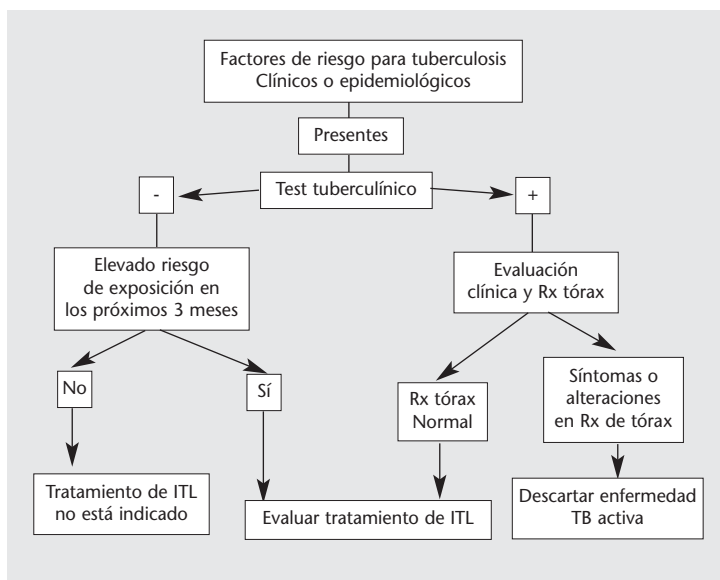 Factores de riesgo para tuberculosis
Clínicos o epidemiológicos
Presentes
-
Test tuberculínico
+
Elevado riesgo
de exposición en
los próximos 3 meses
Evaluación
clínica y Rx tórax
No
Sí
Rx tórax
Normal
Síntomas o
alteraciones
en Rx de tórax
Tratamiento de ITL
no está indicado
Evaluar tratamiento de ITL
Descartar enfermedad
TB activa